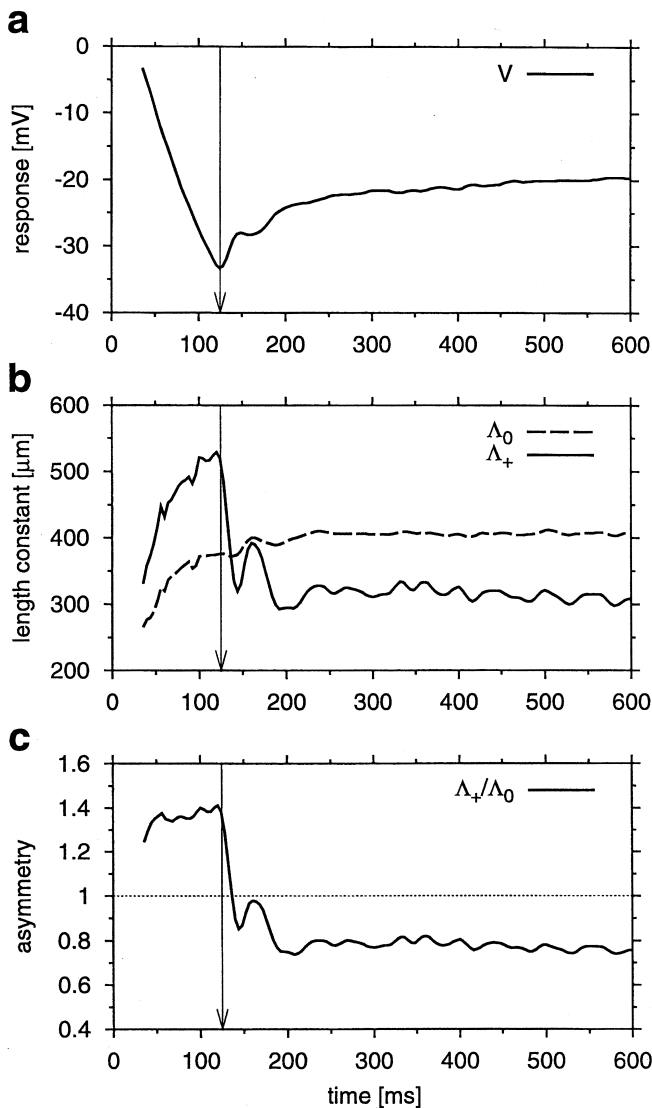 a
0
-10
-20
-30
-40
response [mV]
V
0 100 200 300 400 500 600
b
600
500
400
300
200
length constant [μm]
Λ0
Λ+
0 100 200 300 400 500 600
c
1.6
1.4
1.2
1
0.8
0.6
0.4
asymmetry
Λ+/Λ0
0 100 200 300 400 500 600
time [ms]